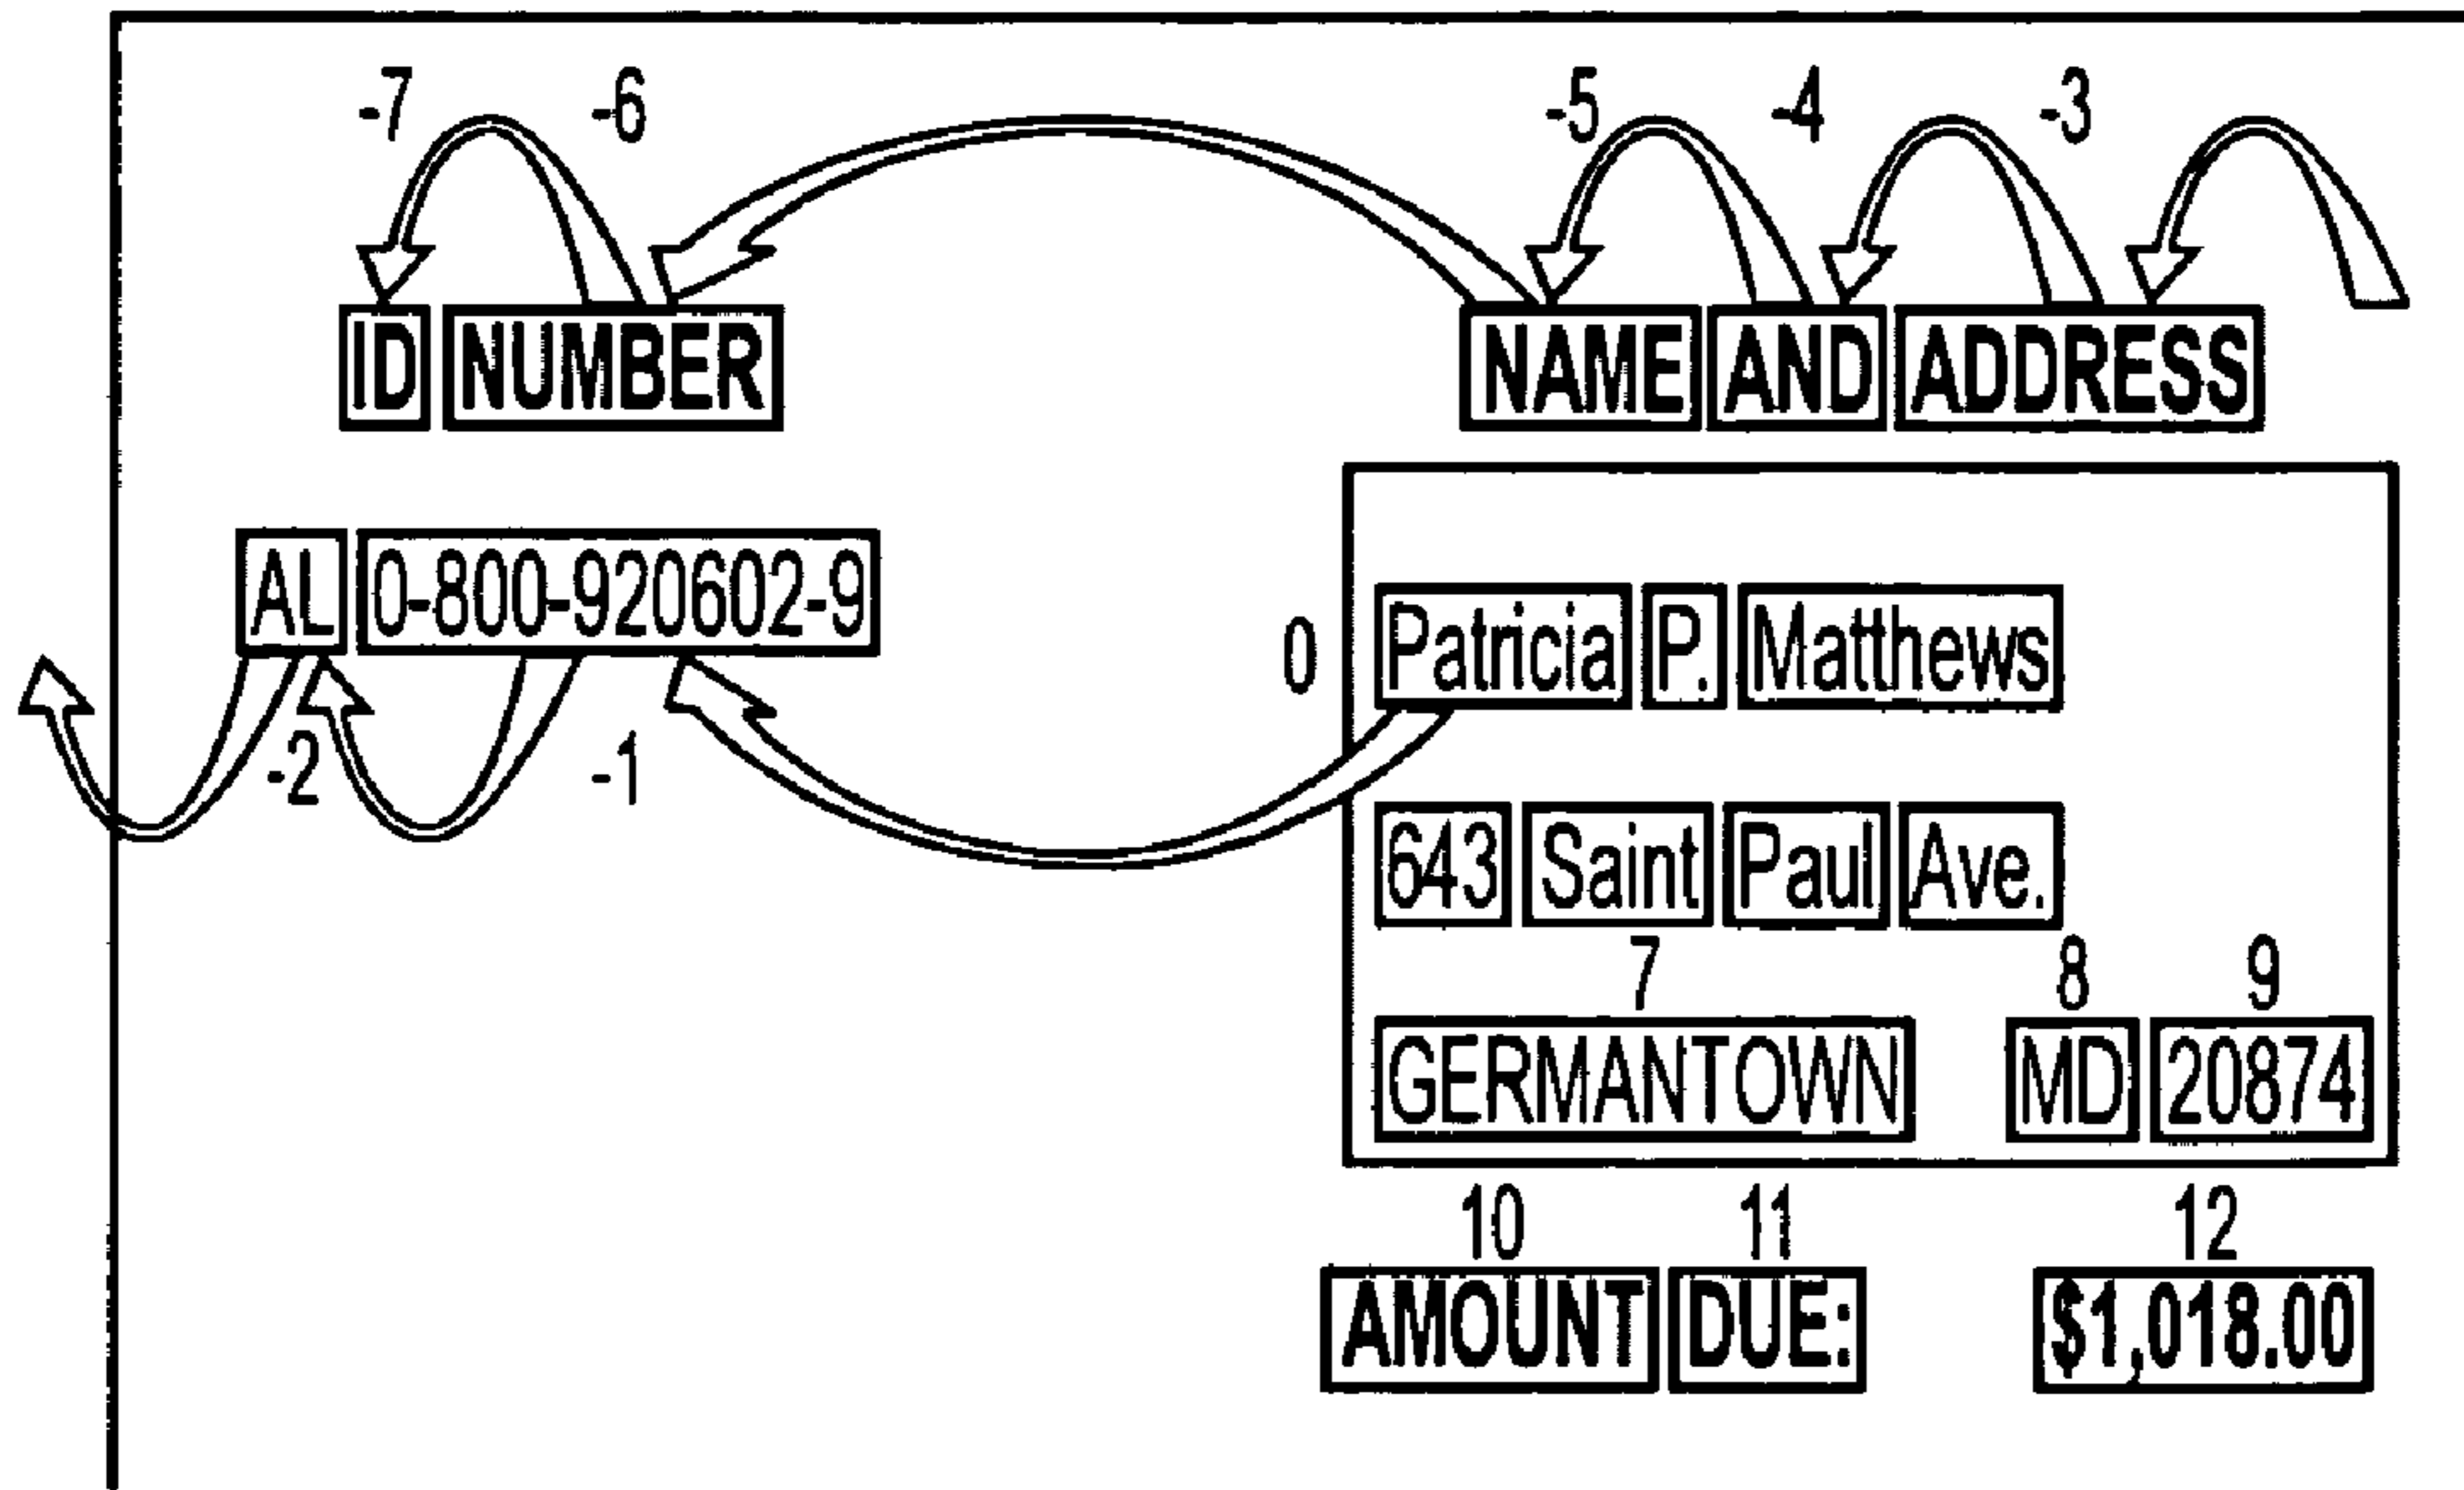 -7 -6 -5 -4 -3
ID NUMBER NAME AND ADDRESS
AL 0-800-920602-9
0 Patricia P. Matthews
-2 -1
643 Saint Paul Ave.
7 8 9
GERMANTOWN MD 20874
10 11 12
AMOUNT DUE: $1,018.00